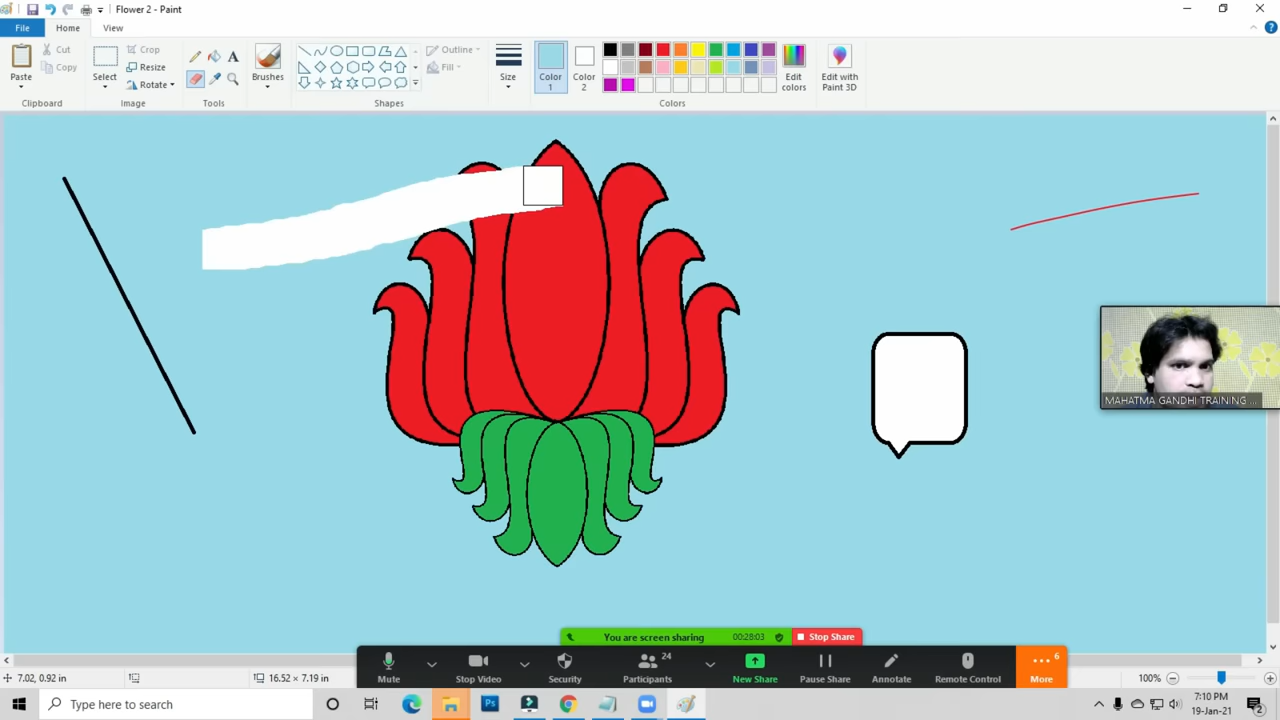 Flower 2 - Paint
File Home View
Paste
Cut
Copy
Clipboard
Select
Crop
Resize
Rotate
Image
A
Tools
Brushes
Outline
Fill
Shapes
Size
Color 1
Color 2
Edit colors
Colors
Edit with Paint 3D
MAHATMA GANDHI TRAINING ...
You are screen sharing 00:28:03 Stop Share
Mute
Stop Video
Security
24
Participants
New Share
Pause Share
Annotate
Remote Control
6
More
7.02, 0.92 in
16.52 × 7.19 in
100%
Type here to search
Ps
7:10 PM
19-Jan-21
2